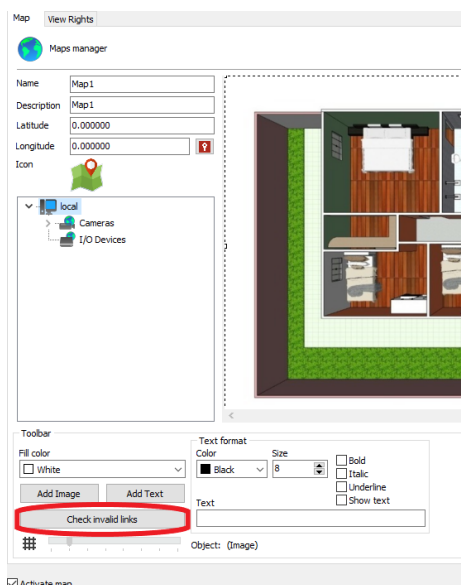 Map View Rights
Maps manager
Name Map1
Description Map1
Latitude 0.000000
Longitude 0.000000
Icon
local
Cameras
I/O Devices
Toolbar
Fill color
White
Add Image Add Text
Check invalid links
Text format
Color Size
Black 8
Bold
Italic
Underline
Show text
Text
Object: (Image)
Activate map